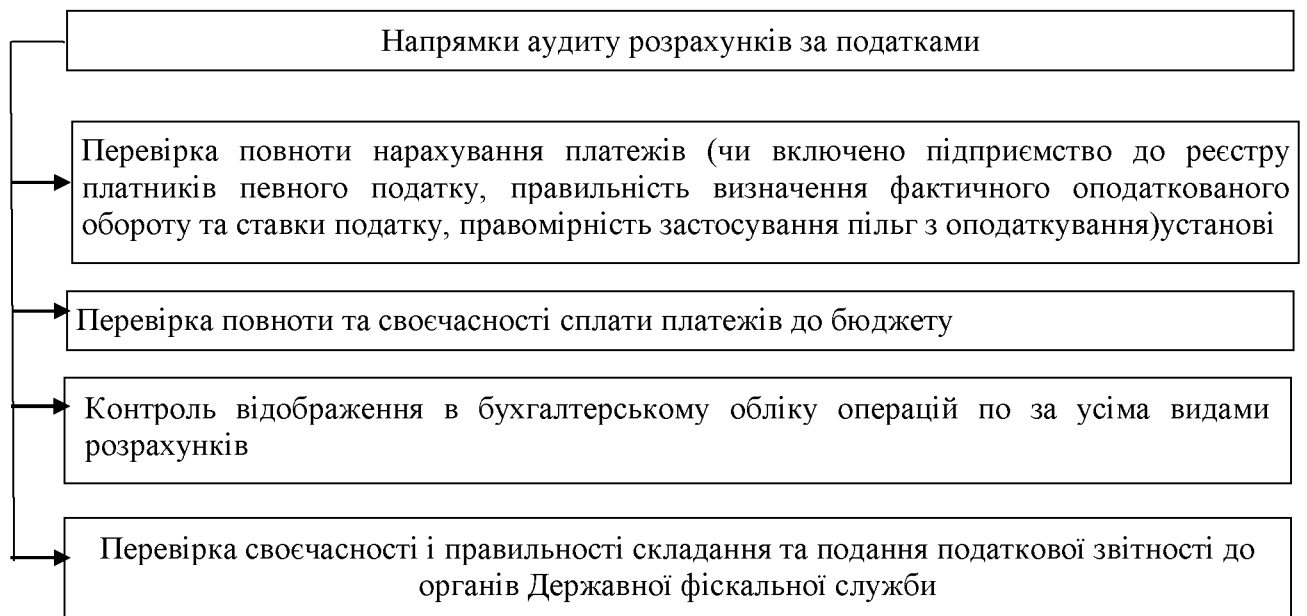 Напрямки аудиту розрахунків за податками
Перевірка повноти нарахування платежів (чи включено підприємство до реєстру
платників певного податку, правильність визначення фактичного оподаткованого
обороту та ставки податку, правомірність застосування пільг з оподаткування)установі
Перевірка повноти та своєчасності сплати платежів до бюджету
Контроль відображення в бухгалтерському обліку операцій по за усіма видами
розрахунків
Перевірка своєчасності і правильності складання та подання податкової звітності до
органів Державної фіскальної служби